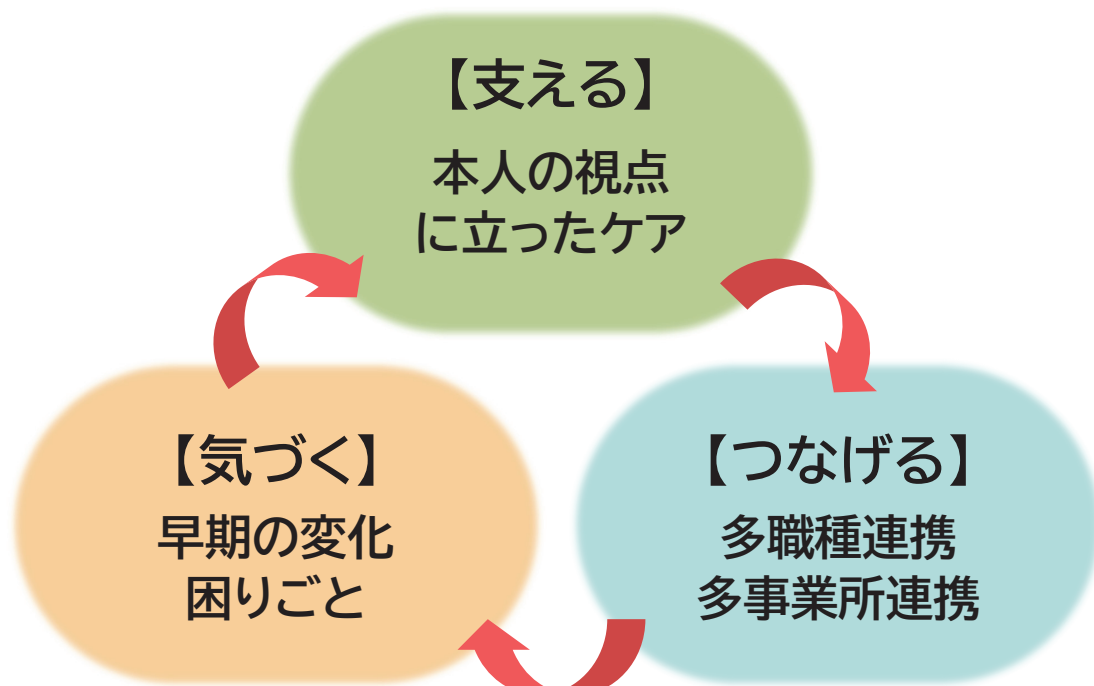 【支える】
本人の視点
に立ったケア
【気づく】
早期の変化
困りごと
【つなげる】
多職種連携
多事業所連携